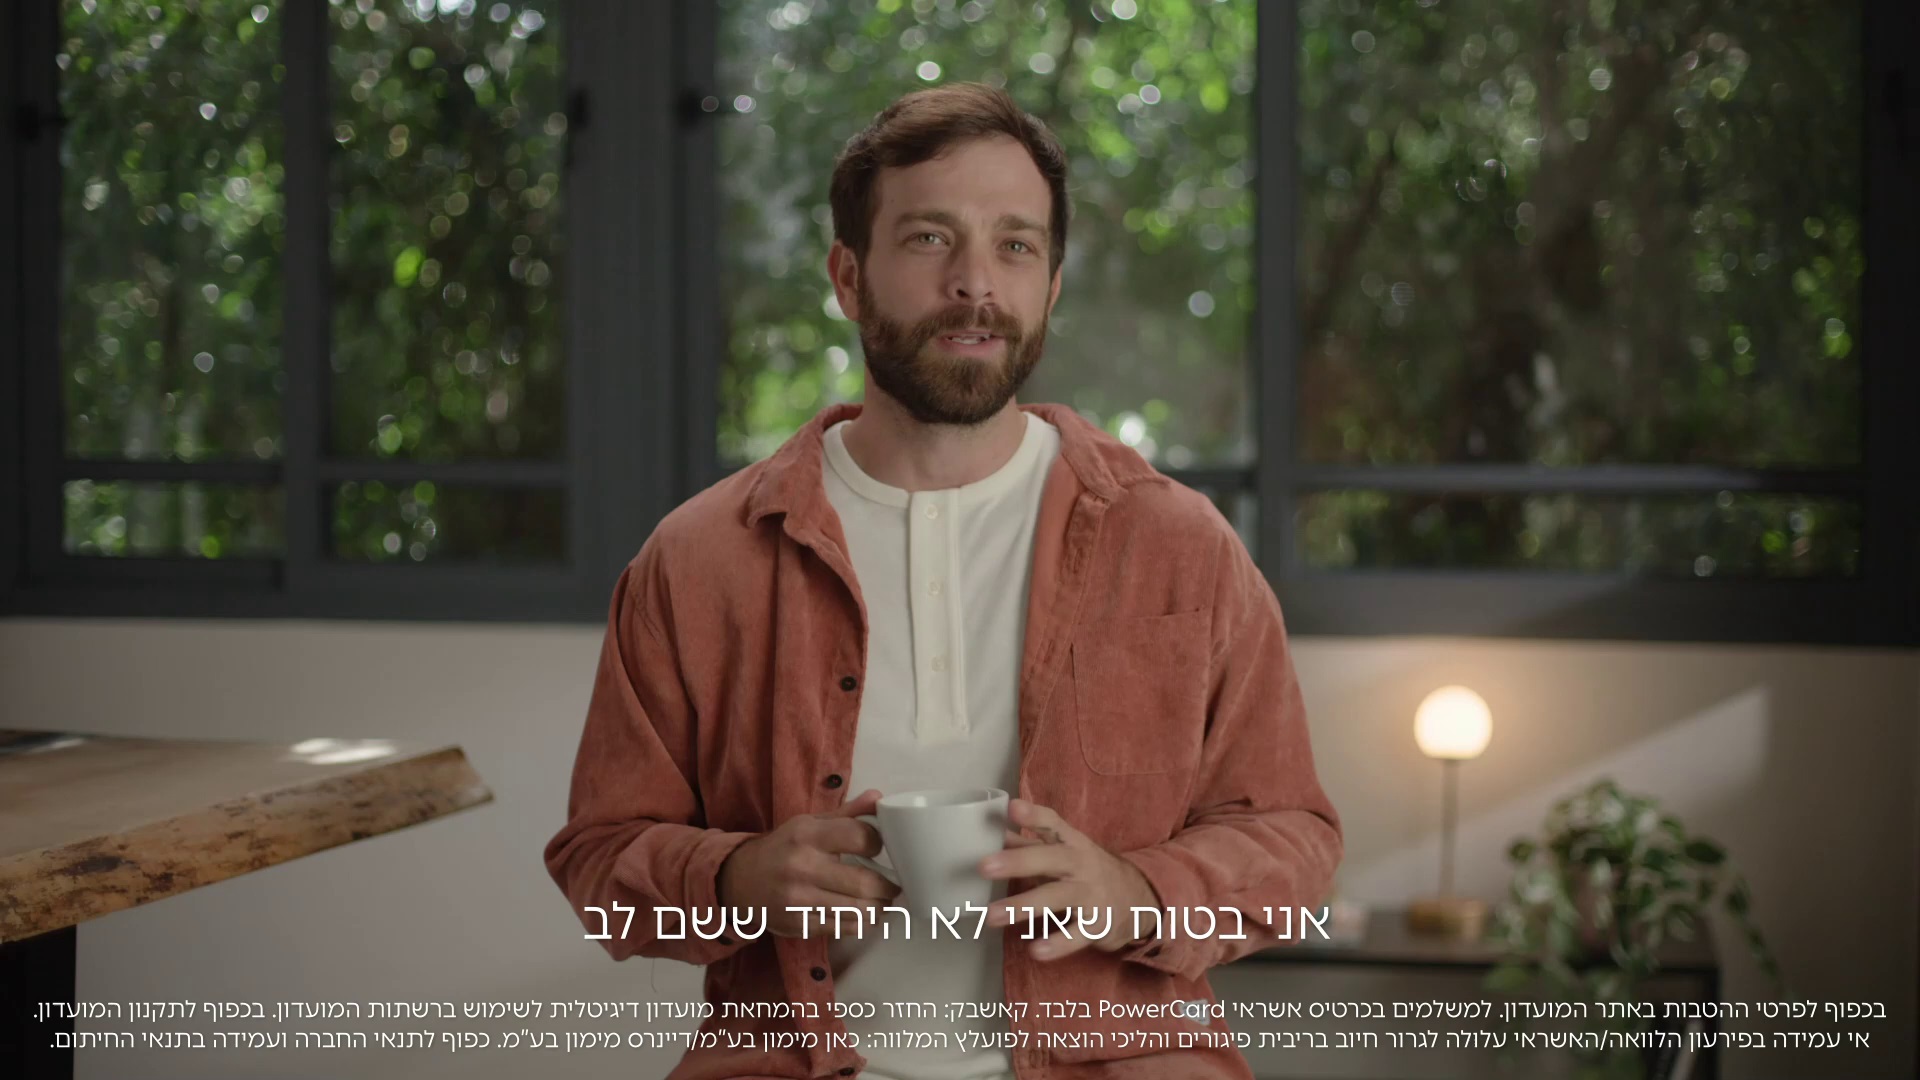 אני בטוח שאני לא היחיד ששם לב
בכפוף לפרטי ההטבות באתר המועדון. למשלמים בכרטיס אשראי PowerCard בלבד. קאשבק: החזר כספי בהמחאת מועדון דיגיטלית לשימוש ברשתות המועדון. בכפוף לתקנון המועדון.
אי עמידה בפירעון הלוואה/האשראי עלולה לגרור חיוב בריבית פיגורים והליכי הוצאה לפועלץ המלווה: כאן מימון בע"מ/דיינרס מימון בע"מ. כפוף לתנאי החברה ועמידה בתנאי החיתום.